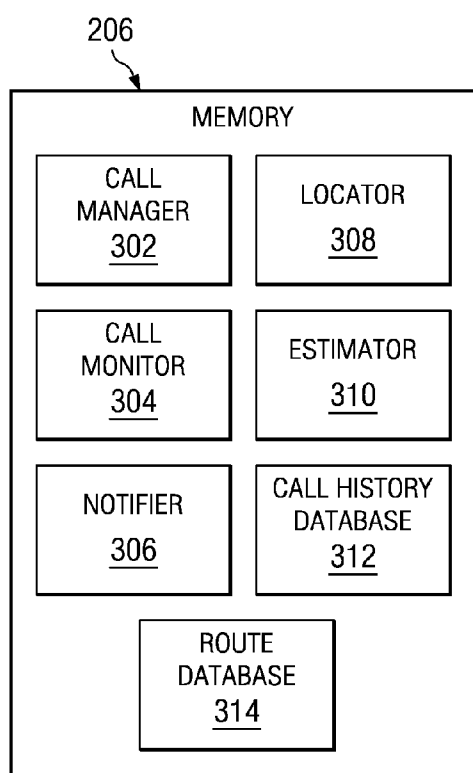 206
MEMORY
CALL
MANAGER
302
LOCATOR
308
CALL
MONITOR
304
ESTIMATOR
310
NOTIFIER
306
CALL HISTORY
DATABASE
312
ROUTE
DATABASE
314